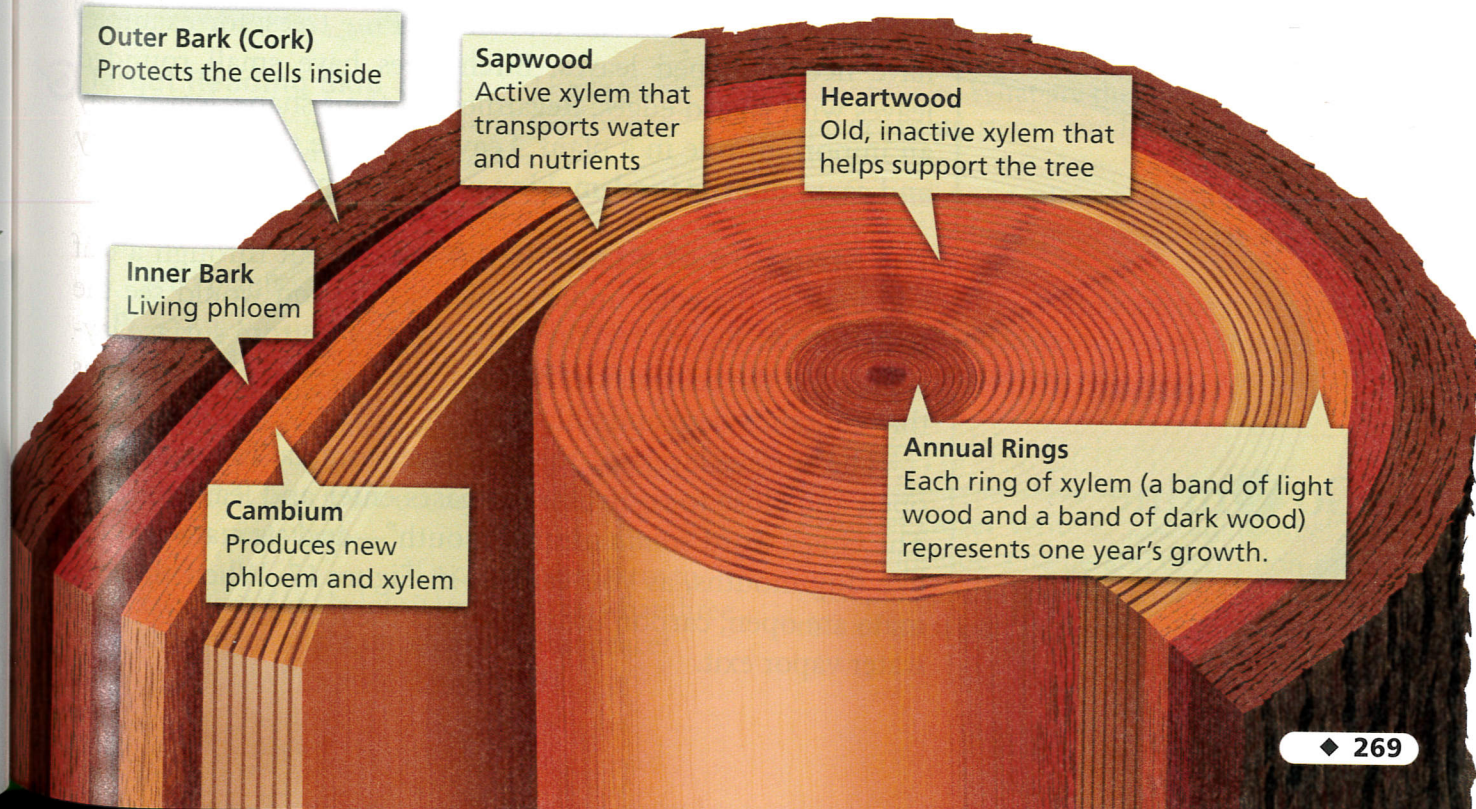 Outer Bark (Cork)
Protects the cells inside
Sapwood
Active xylem that
transports water
and nutrients
Heartwood
Old, inactive xylem that
helps support the tree
Inner Bark
Living phloem
Cambium
Produces new
phloem and xylem
Annual Rings
Each ring of xylem (a band of light
wood and a band of dark wood)
represents one year's growth.
◆ 269